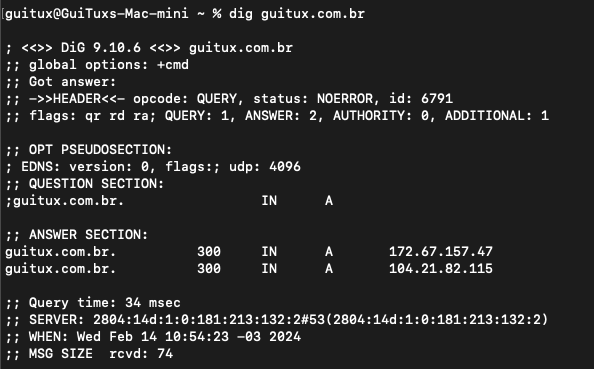 guitux@GuiTuxs-Mac-mini ~ % dig guitux.com.br
; <<>> DiG 9.10.6 <<>> guitux.com.br
;; global options: +cmd
;; Got answer:
;; ->>HEADER<<- opcode: QUERY, status: NOERROR, id: 6791
;; flags: qr rd ra; QUERY: 1, ANSWER: 2, AUTHORITY: 0, ADDITIONAL: 1
;; OPT PSEUDOSECTION:
; EDNS: version: 0, flags:; udp: 4096
;; QUESTION SECTION:
;guitux.com.br. IN A
;; ANSWER SECTION:
guitux.com.br. 300 IN A 172.67.157.47
guitux.com.br. 300 IN A 104.21.82.115
;; Query time: 34 msec
;; SERVER: 2804:14d:1:0:181:213:132:2#53(2804:14d:1:0:181:213:132:2)
;; WHEN: Wed Feb 14 10:54:23 -03 2024
;; MSG SIZE rcvd: 74